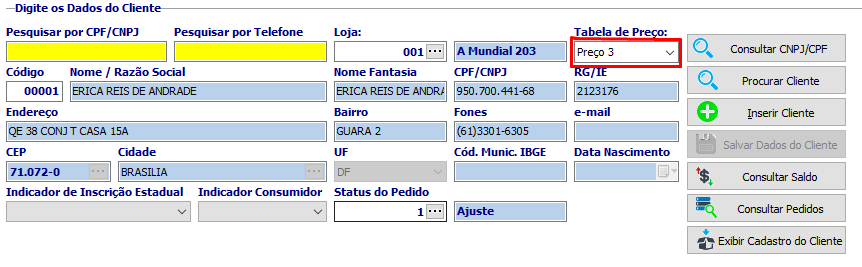 Digite os Dados do Cliente
Pesquisar por CPF/CNPJ Pesquisar por Telefone Loja: Tabela de Preço:
001 ... A Mundial 203 Preço 3 Consultar CNPJ/CPF
Código Nome / Razão Social Nome Fantasia CPF/CNPJ RG/IE
00001 ERICA REIS DE ANDRADE ERICA REIS DE ANDRA 950.700.441-68 2123176 Procurar Cliente
Endereço Bairro Fones e-mail
QE 38 CONJ T CASA 15A GUARA 2 (61)3301-6305 Inserir Cliente
CEP Cidade UF Cód. Munic. IBGE Data Nascimento Salvar Dados do Cliente
71.072-0 ... BRASILIA ... DF Consultar Saldo
Indicador de Inscrição Estadual Indicador Consumidor Status do Pedido
1 ... Ajuste Consultar Pedidos
Exibir Cadastro do Cliente